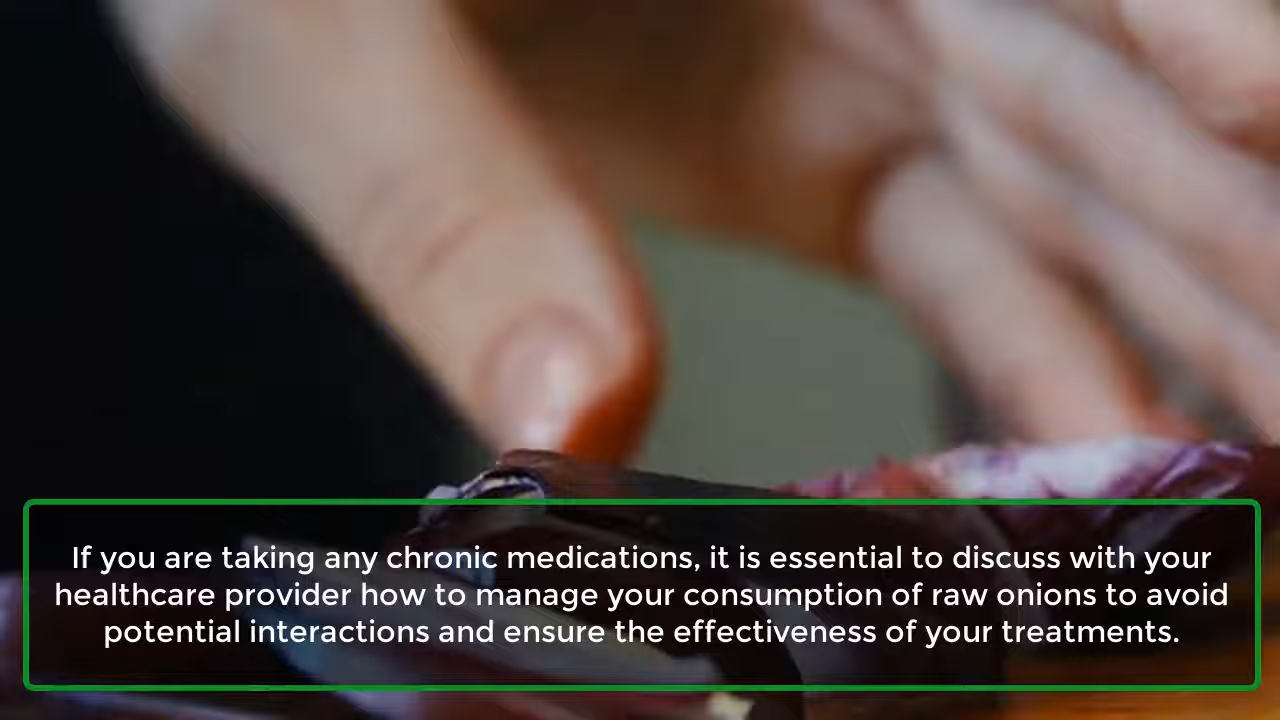 If you are taking any chronic medications, it is essential to discuss with your
healthcare provider how to manage your consumption of raw onions to avoid
potential interactions and ensure the effectiveness of your treatments.